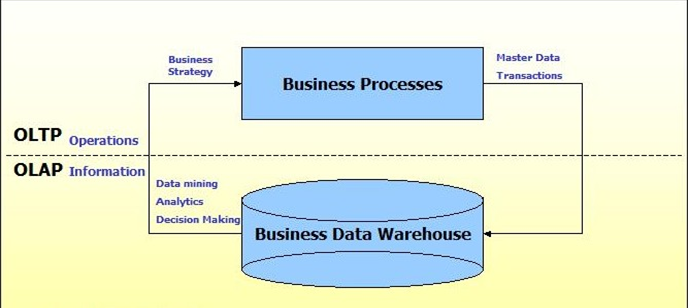 Business
Strategy
Business Processes
Master Data
Transactions
OLTP Operations
OLAP Information
Data mining
Analytics
Decision Making
Business Data Warehouse